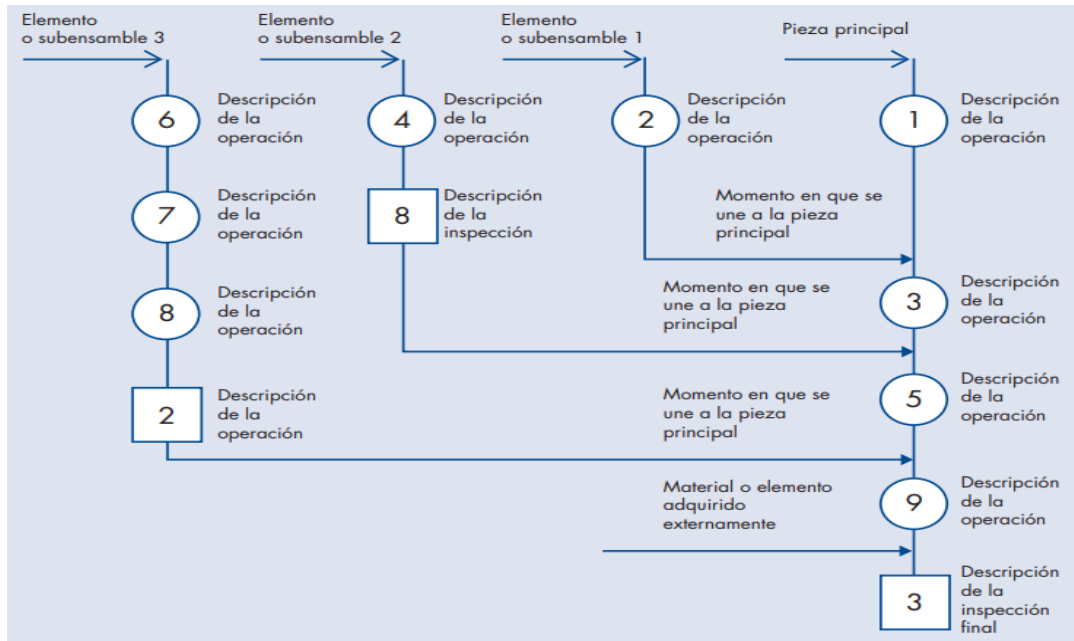 Elemento
o subensamble 3
Elemento
o subensamble 2
Elemento
o subensamble 1
Pieza principal
6
Descripción
de la
operación
4
Descripción
de la
operación
2
Descripción
de la
operación
1
Descripción
de la
operación
7
Descripción
de la
operación
8
Descripción
de la
inspección
Momento en que se
une a la pieza
principal
8
Descripción
de la
operación
Momento en que se
une a la pieza
principal
3
Descripción
de la
operación
2
Descripción
de la
operación
Momento en que se
une a la pieza
principal
5
Descripción
de la
operación
Material o elemento
adquirido
externamente
9
Descripción
de la
operación
3
Descripción
de la
inspección
final